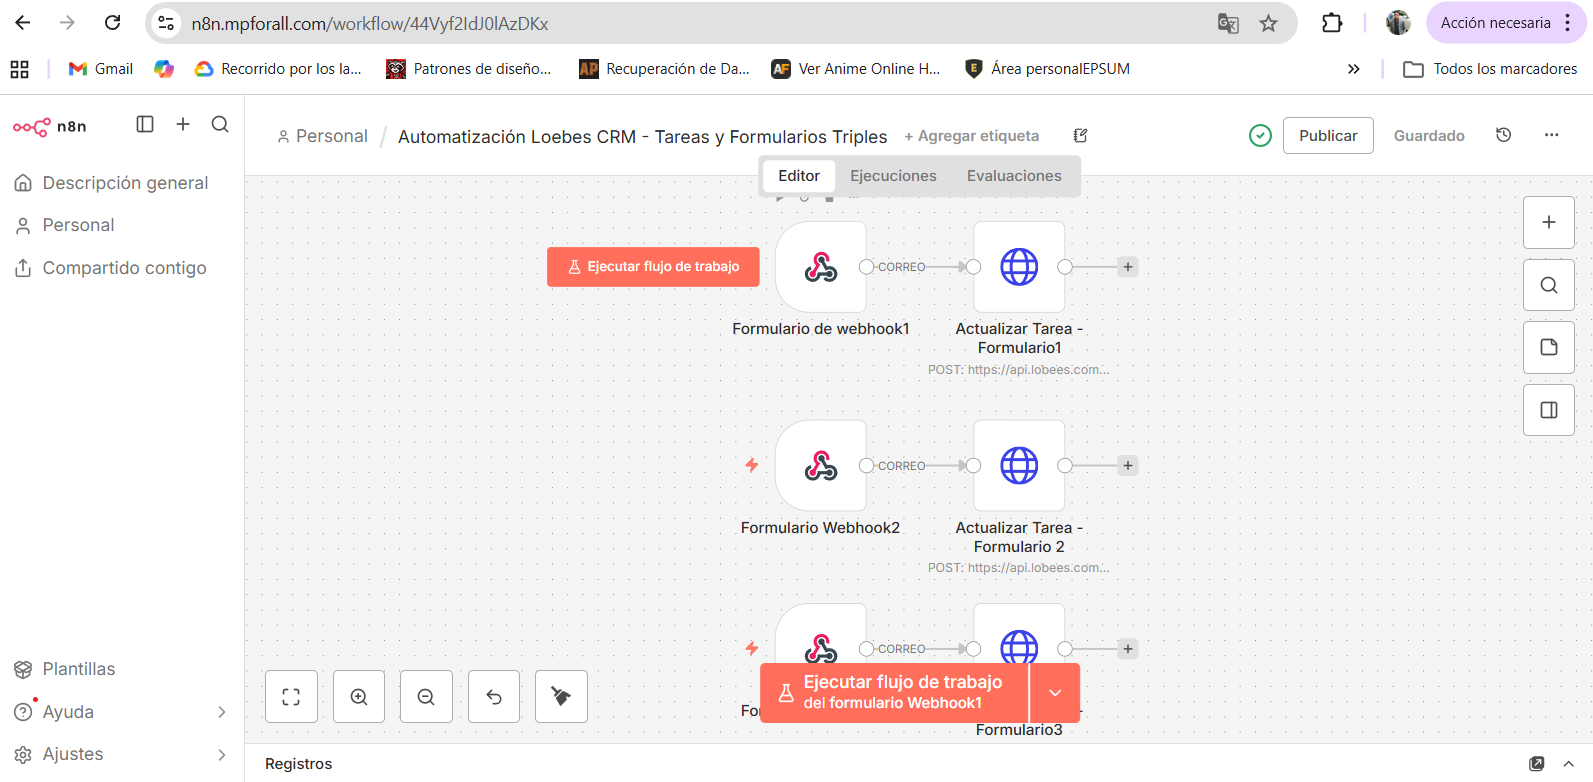 n8n.mpforall.com/workflow/44Vyf2IdJ0lAzDKx
Acción necesaria
Gmail
Recorrido por los la...
Patrones de diseño...
Recuperación de Da...
Ver Anime Online H...
Área personalEPSUM
Todos los marcadores
n8n
Personal / Automatización Loebes CRM - Tareas y Formularios Triples + Agregar etiqueta
Publicar
Guardado
Editor
Ejecuciones
Evaluaciones
Descripción general
Personal
Compartido contigo
Ejecutar flujo de trabajo
CORREO
Formulario de webhook1
Actualizar Tarea -
Formulario1
POST: https://api.lobees.com...
CORREO
Formulario Webhook2
Actualizar Tarea -
Formulario 2
POST: https://api.lobees.com...
CORREO
Ejecutar flujo de trabajo
del formulario Webhook1
Formulario3
Plantillas
Ayuda
Ajustes
Registros